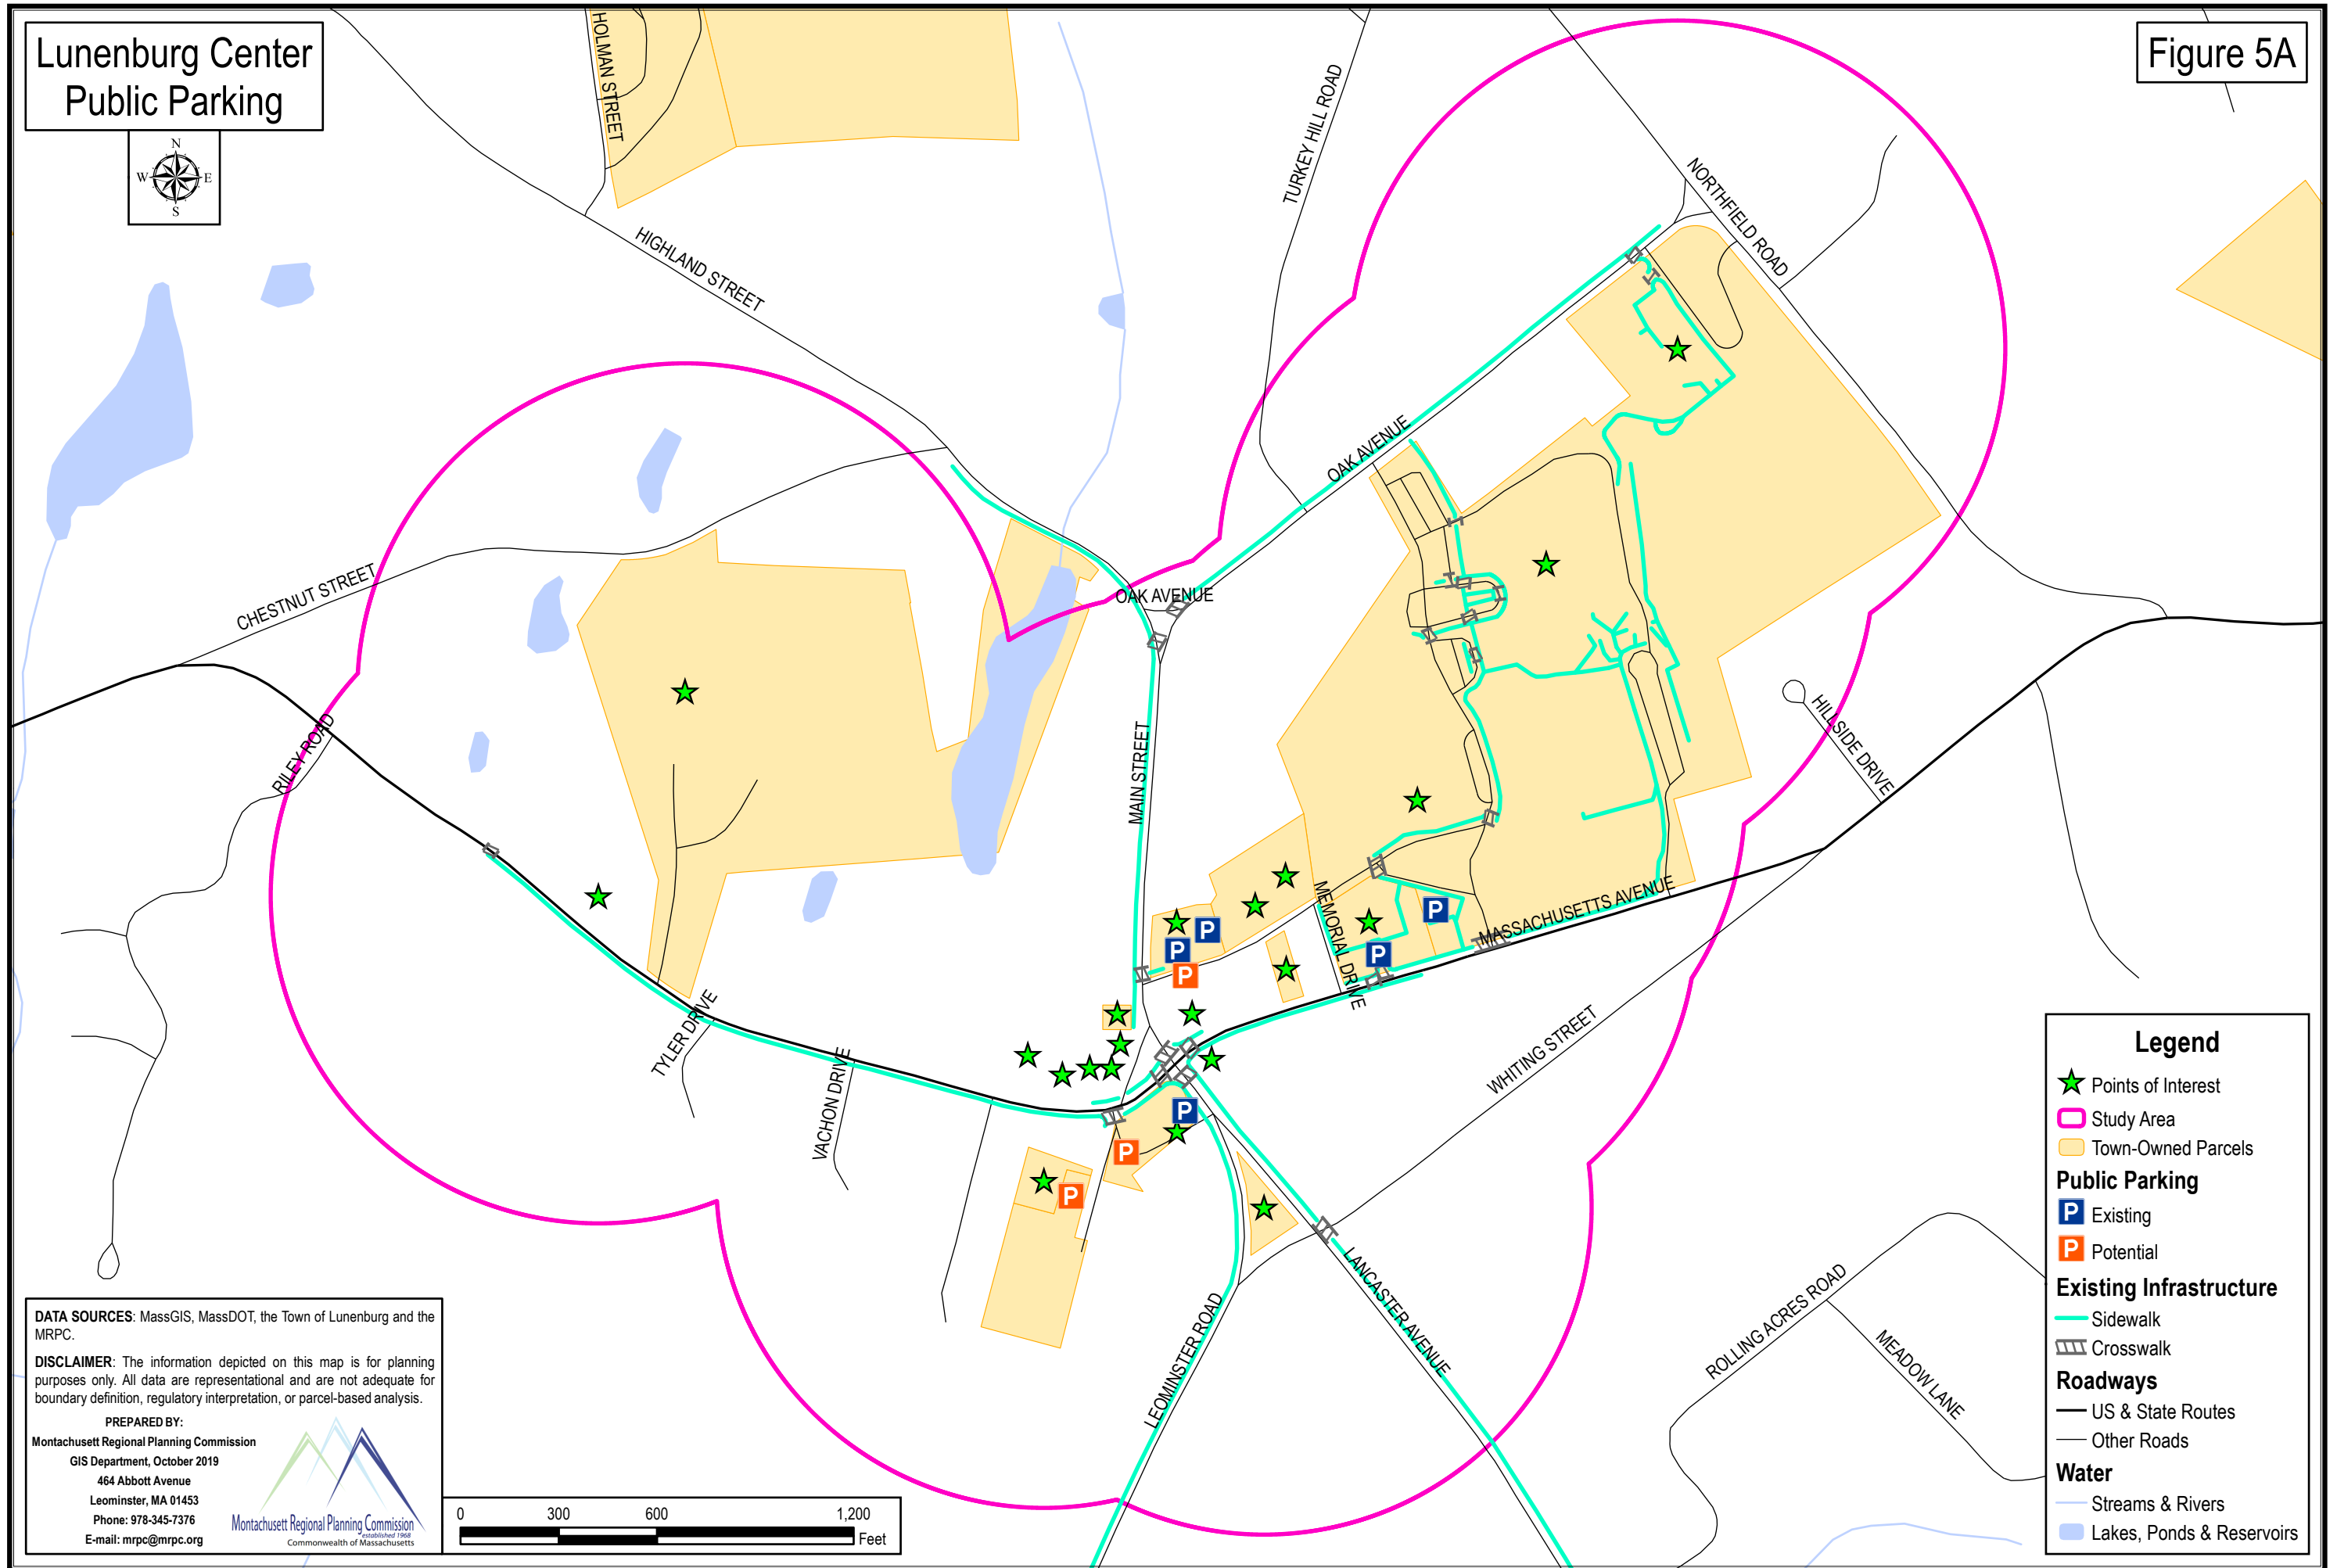 Lunenburg Center
Public Parking
Figure 5A
N
W
E
S
HOLMAN STREET
TURKEY HILL ROAD
NORTHFIELD ROAD
HIGHLAND STREET
OAK AVENUE
CHESTNUT STREET
OAK AVENUE
RILEY ROAD
MAIN STREET
HILLSIDE DRIVE
MEMORIAL DRIVE
MASSACHUSETTS AVENUE
P
P
P
P
P
TYLER DRIVE
VACHON DRIVE
WHITING STREET
P
P
P
LANCASTER AVENUE
LEOMINSTER ROAD
ROLLING ACRES ROAD
MEADOW LANE
Legend
Points of Interest
Study Area
Town-Owned Parcels
Public Parking
P Existing
P Potential
Existing Infrastructure
Sidewalk
Crosswalk
Roadways
US & State Routes
Other Roads
Water
Streams & Rivers
Lakes, Ponds & Reservoirs
DATA SOURCES: MassGIS, MassDOT, the Town of Lunenburg and the
MRPC.
DISCLAIMER: The information depicted on this map is for planning
purposes only. All data are representational and are not adequate for
boundary definition, regulatory interpretation, or parcel-based analysis.
PREPARED BY:
Montachusett Regional Planning Commission
GIS Department, October 2019
464 Abbott Avenue
Leominster, MA 01453
Phone: 978-345-7376
E-mail: mrpc@mrpc.org
Montachusett Regional Planning Commission
established 1968
Commonwealth of Massachusetts
0 300 600 1,200
Feet